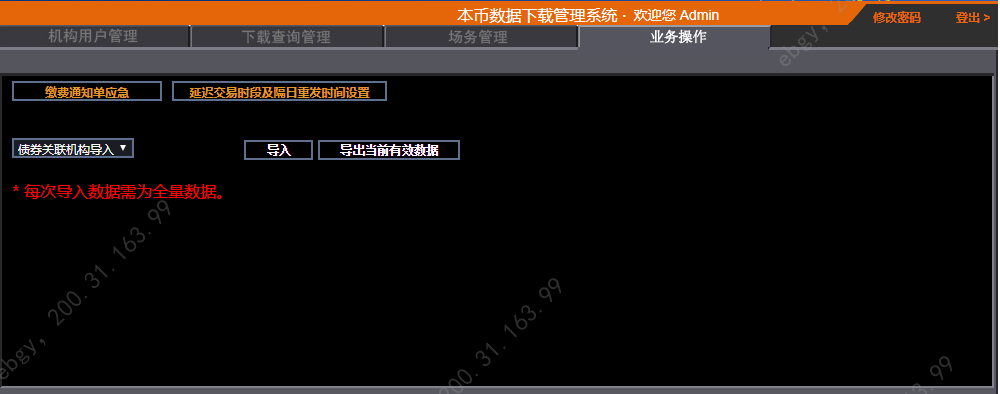 本币数据下载管理系统 · 欢迎您 Admin
修改密码
登出 >
机构用户管理
下载查询管理
场务管理
业务操作
缴费通知单应急
延迟交易时段及隔日重发时间设置
债券关联机构导入
导入
导出当前有效数据
* 每次导入数据需为全量数据。
ebgy, 200.31.163.99
200.31.163.99
ebgy, 2
.99